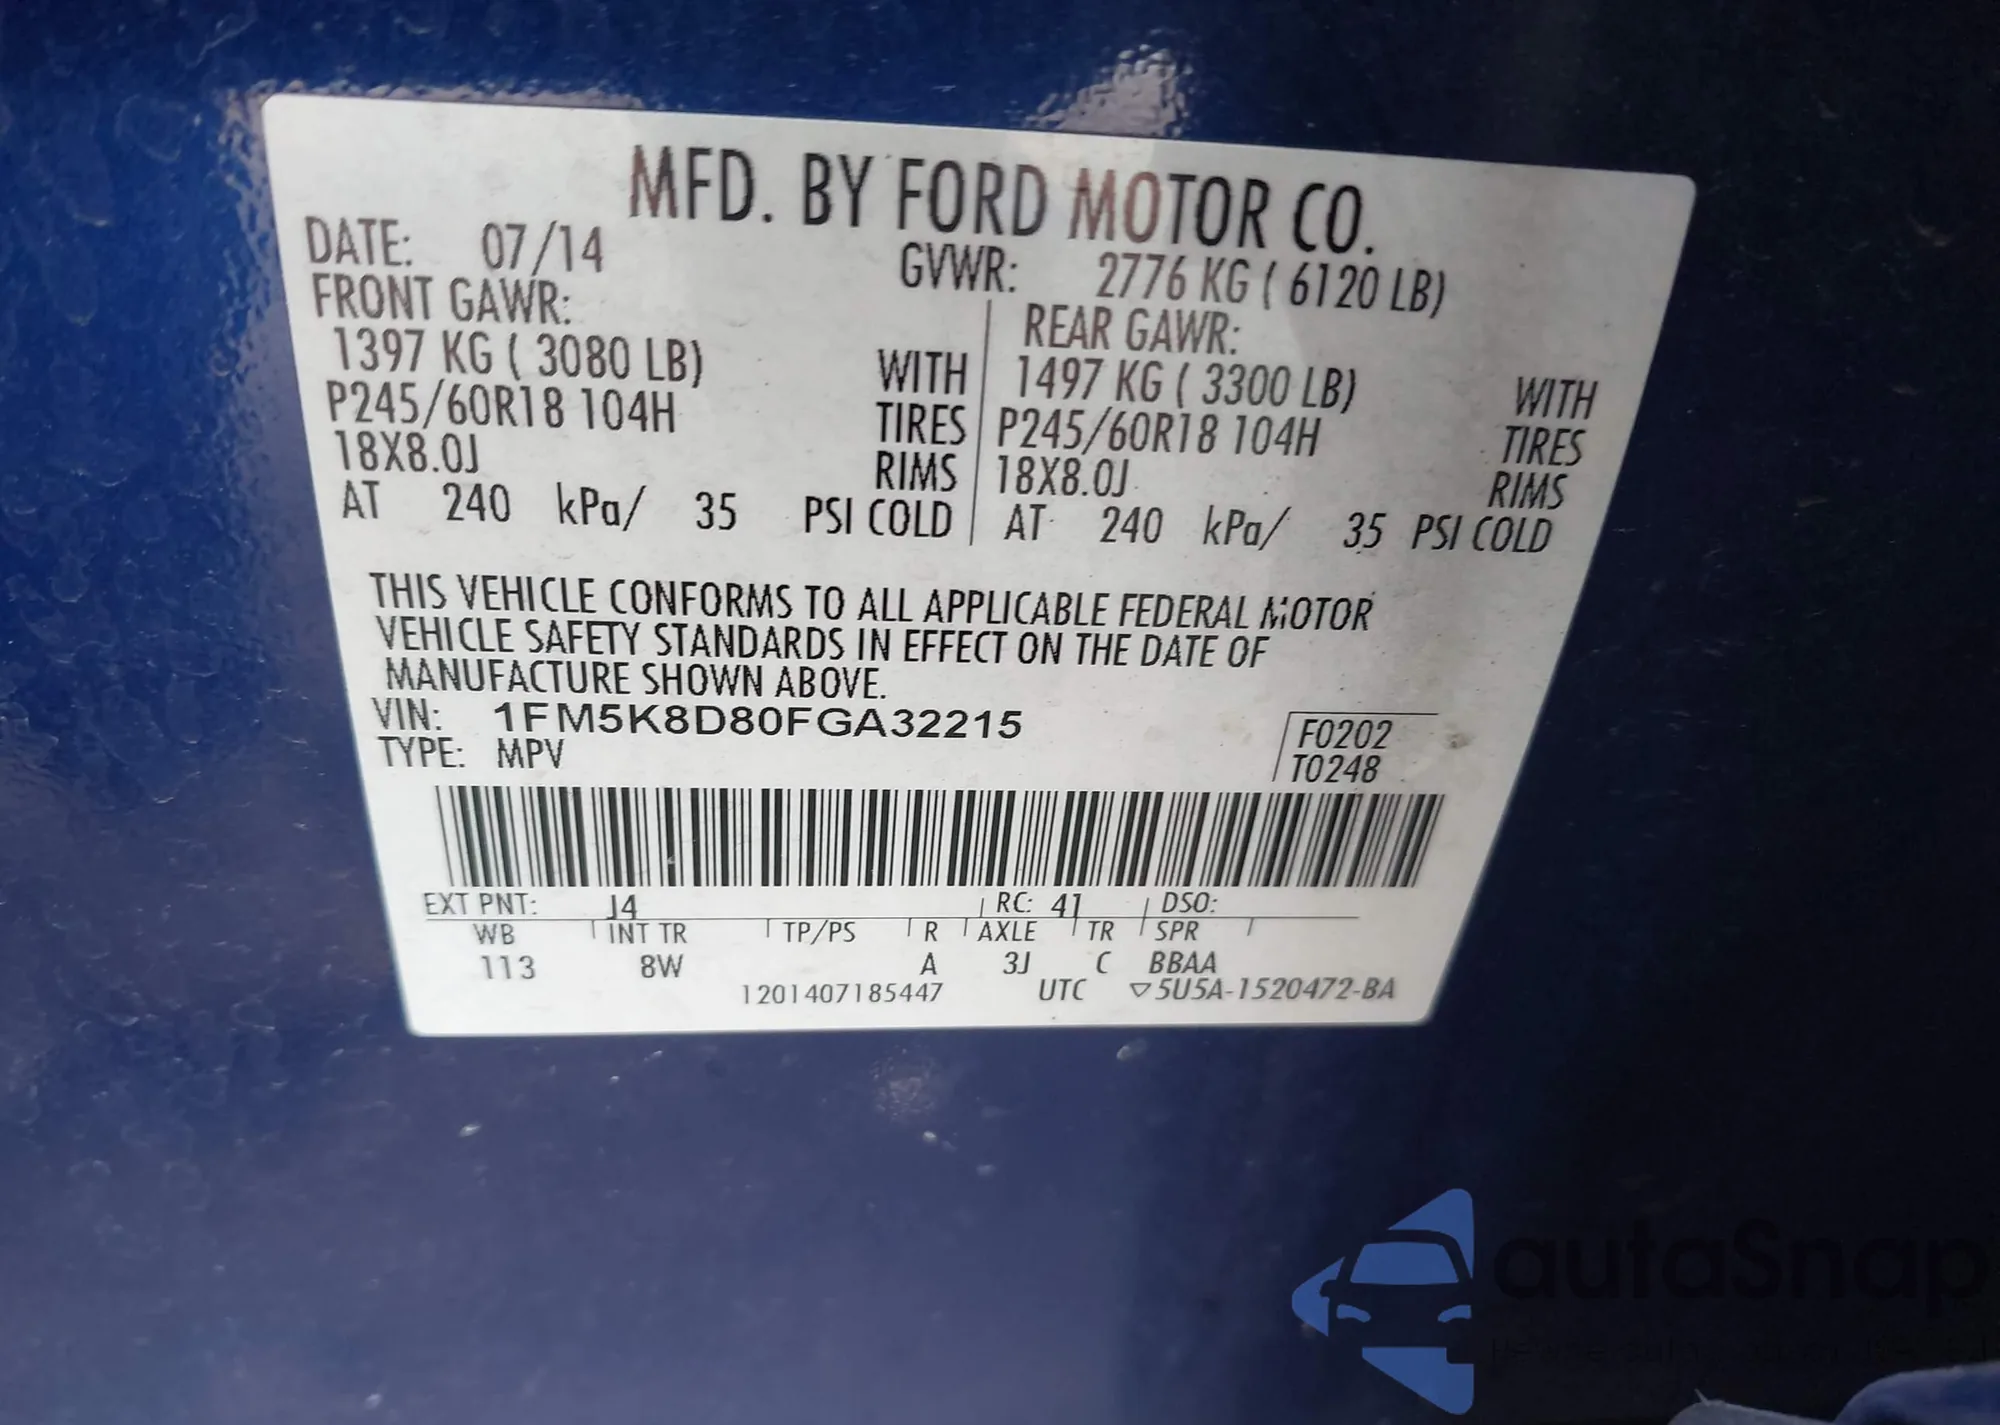 MFD. BY FORD MOTOR CO.
DATE: 07/14 GVWR: 2776 KG ( 6120 LB)
FRONT GAWR: REAR GAWR:
1397 KG ( 3080 LB) WITH 1497 KG ( 3300 LB) WITH
P245/60R18 104H TIRES P245/60R18 104H TIRES
18X8.0J RIMS 18X8.0J RIMS
AT 240 kPa/ 35 PSI COLD AT 240 kPa/ 35 PSI COLD
THIS VEHICLE CONFORMS TO ALL APPLICABLE FEDERAL MOTOR
VEHICLE SAFETY STANDARDS IN EFFECT ON THE DATE OF
MANUFACTURE SHOWN ABOVE.
VIN: 1FM5K8D80FGA32215 F0202
TYPE: MPV T0248
EXT PNT: J4 RC: 41 DSO:
WB INT TR TP/PS R AXLE TR SPR
113 8W A 3J C BBAA
1201407185447 UTC ▽5U5A-1520472-BA
autaSnap